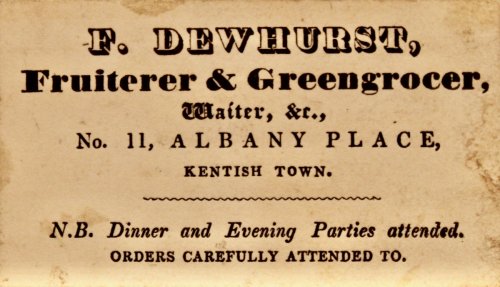 F. DEWHURST,
Fruiterer & Greengrocer,
Waiter, &c.,
No. 11, ALBANY PLACE,
KENTISH TOWN.
N.B. Dinner and Evening Parties attended.
ORDERS CAREFULLY ATTENDED TO.